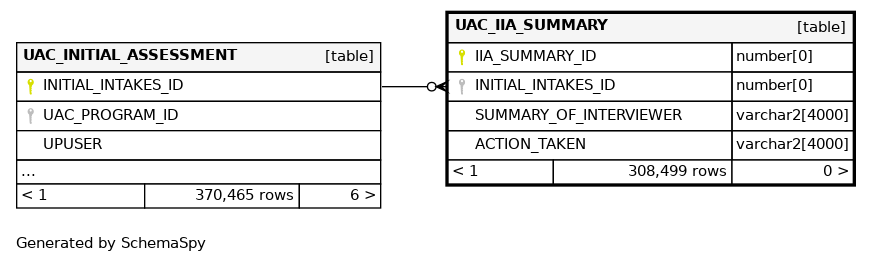 UAC_INITIAL_ASSESSMENT [table]
INITIAL_INTAKES_ID
UAC_PROGRAM_ID
UPUSER
...
< 1 370,465 rows 6 >
UAC_IIA_SUMMARY [table]
IIA_SUMMARY_ID number[0]
INITIAL_INTAKES_ID number[0]
SUMMARY_OF_INTERVIEWER varchar2[4000]
ACTION_TAKEN varchar2[4000]
< 1 308,499 rows 0 >
Generated by SchemaSpy